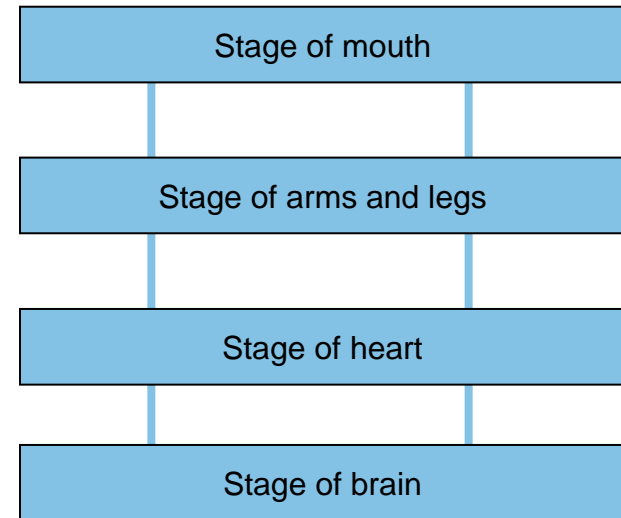 Stage of mouth
Stage of arms and legs
Stage of heart
Stage of brain